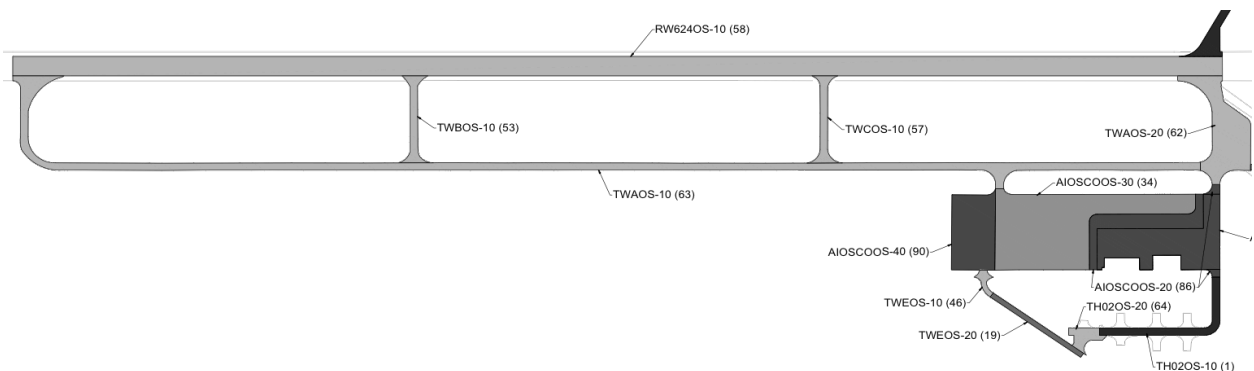 RW624OS-10 (58)
TWBOS-10 (53)
TWCOS-10 (57)
TWAOS-20 (62)
AIOSCOOS-30 (34)
TWAOS-10 (63)
AIOSCOOS-40 (90)
AIOSCOOS-20 (86)
TWEOS-10 (46)
TH02OS-20 (64)
TWEOS-20 (19)
TH02OS-10 (1)